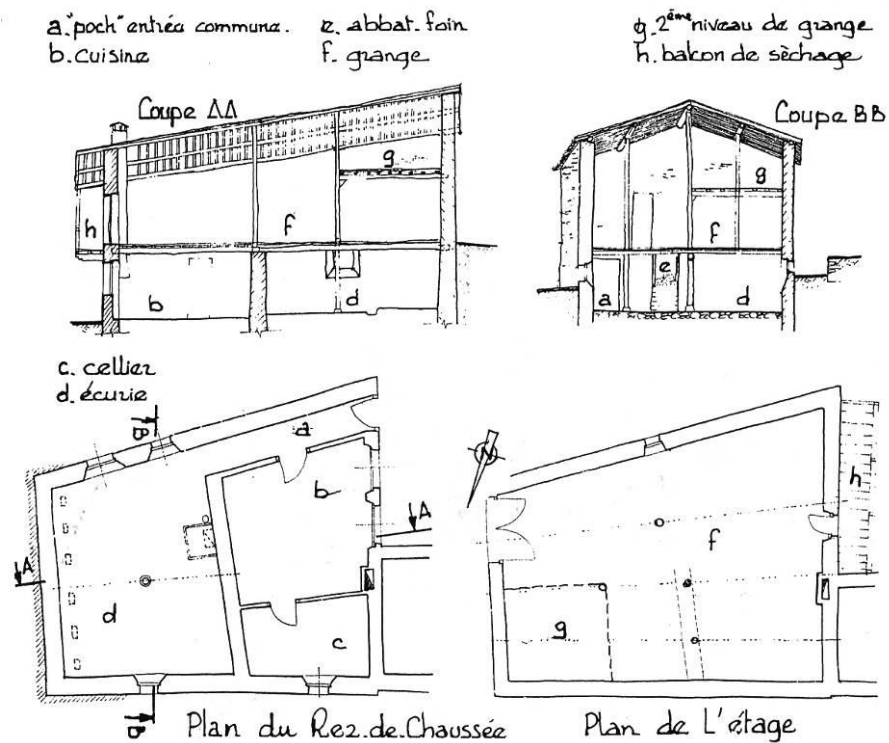 a. "poch" entrée commune.
b. cuisine
e. abbat. foin
f. grange
g. 2ème niveau de grange
h. balcon de sèchage
Coupe AA
g
h
f
b
d
Coupe BB
g
f
a
e
d
c. cellier
d. écurie
B
a
b
A
A
d
c
B
Plan du Rez.de.Chaussée
N
h
f
g
Plan de L'étage